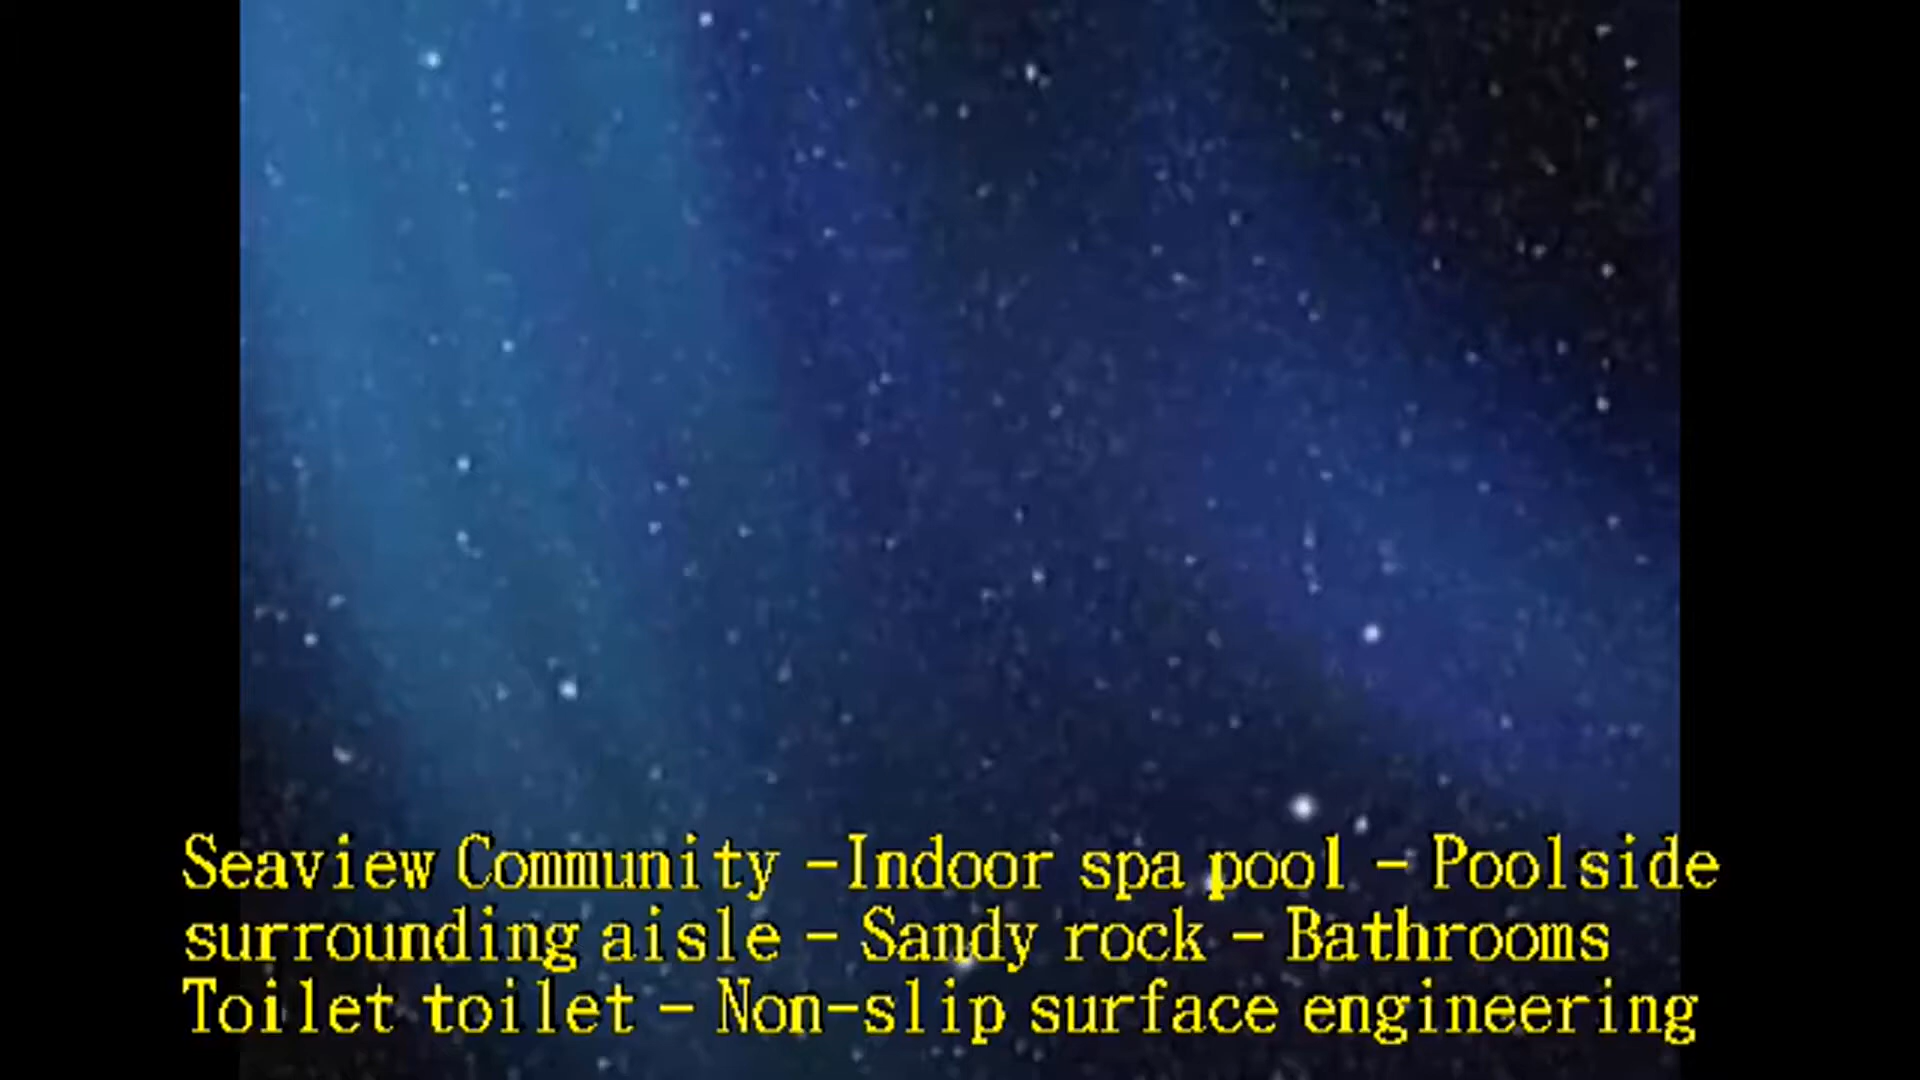 Seaview Community -Indoor spa pool - Poolside
surrounding aisle - Sandy rock - Bathrooms
Toilet toilet - Non-slip surface engineering